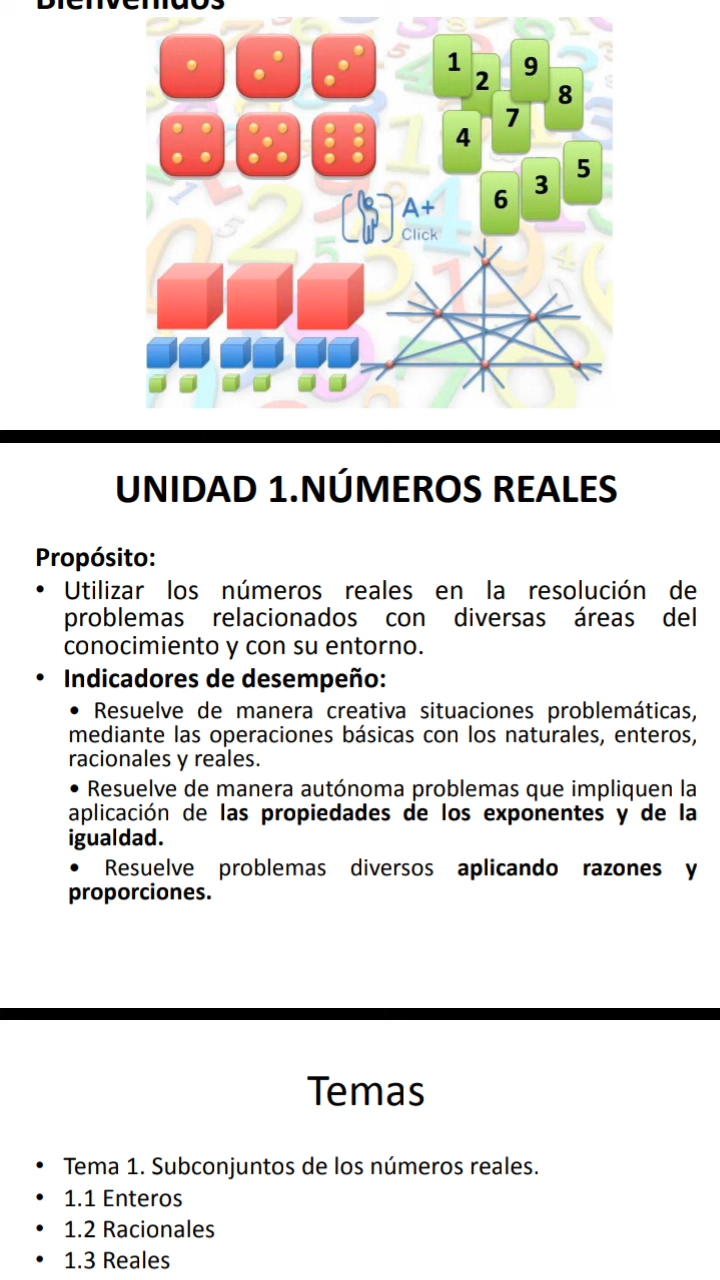 Bienvenidos
1
2
9
8
7
4
5
3
6
A+
Click
UNIDAD 1.NÚMEROS REALES
Propósito:
• Utilizar los números reales en la resolución de
problemas relacionados con diversas áreas del
conocimiento y con su entorno.
• Indicadores de desempeño:
• Resuelve de manera creativa situaciones problemáticas,
mediante las operaciones básicas con los naturales, enteros,
racionales y reales.
• Resuelve de manera autónoma problemas que impliquen la
aplicación de las propiedades de los exponentes y de la
igualdad.
• Resuelve problemas diversos aplicando razones y
proporciones.
Temas
• Tema 1. Subconjuntos de los números reales.
• 1.1 Enteros
• 1.2 Racionales
• 1.3 Reales